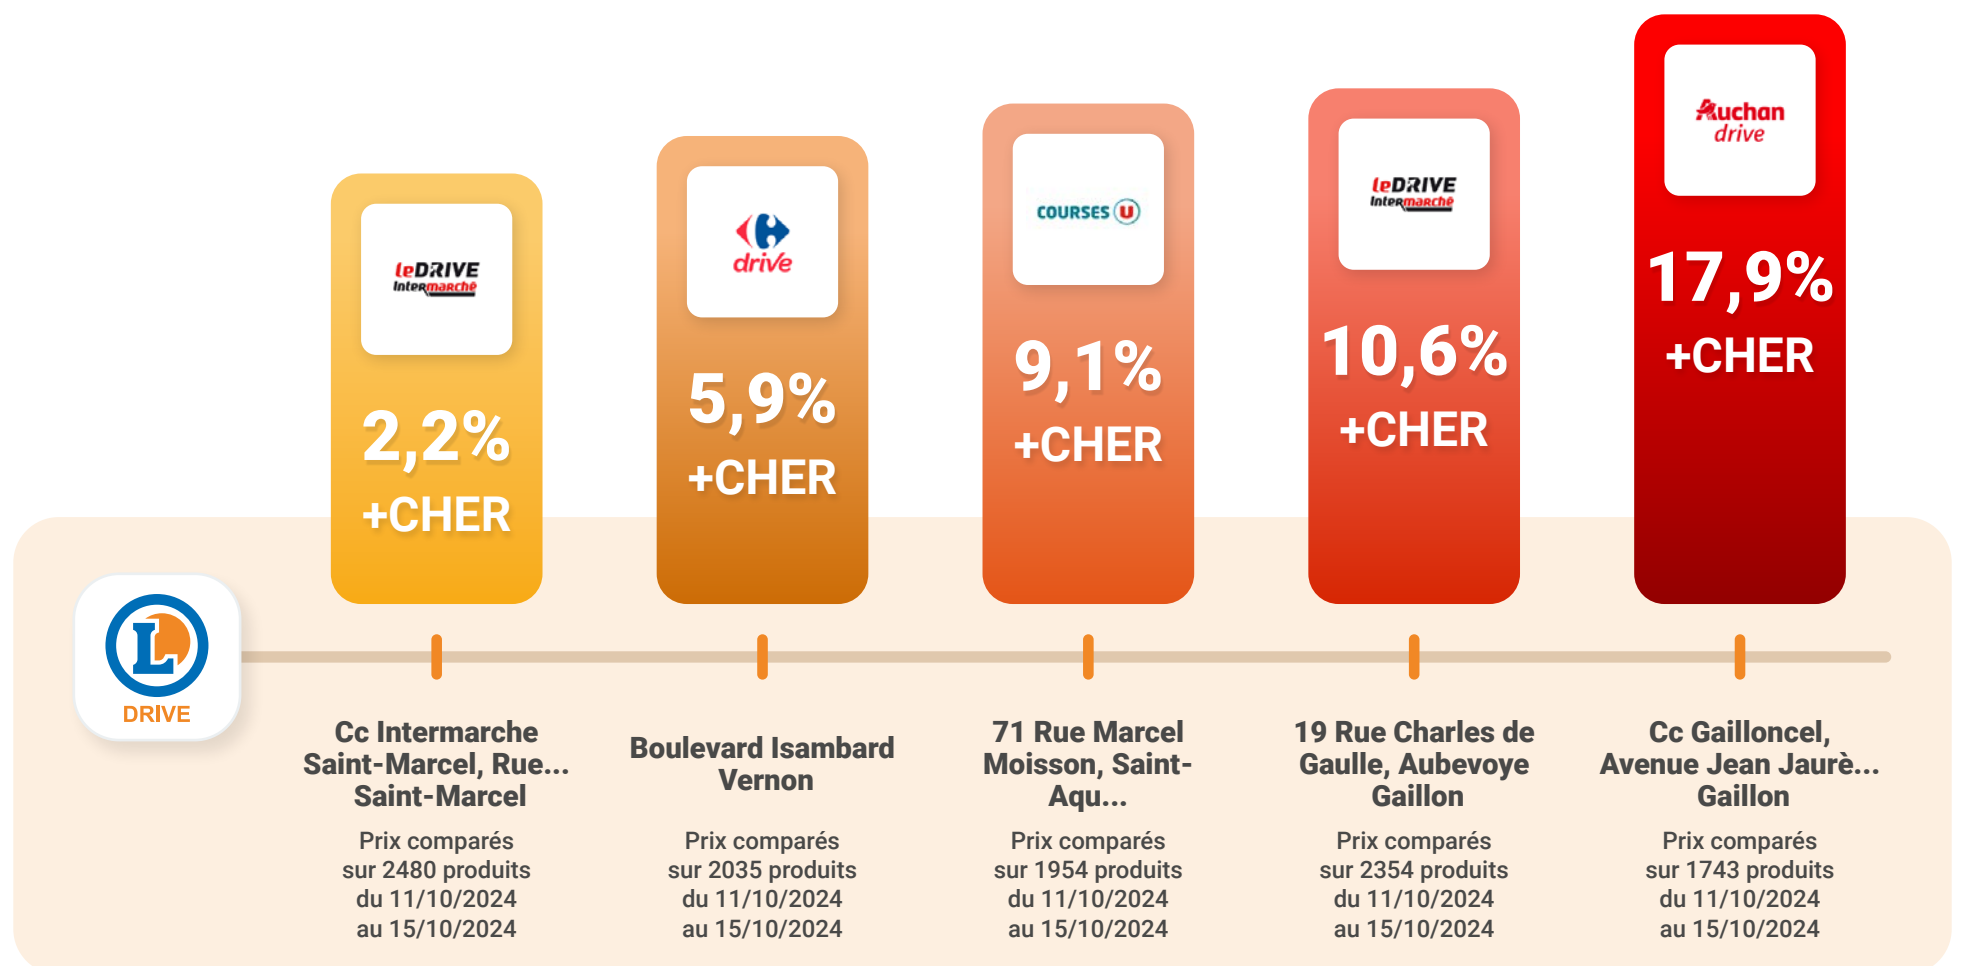 leDRIVE
Intermarché
2,2%
+CHER
drive
5,9%
+CHER
COURSES U
9,1%
+CHER
leDRIVE
Intermarché
10,6%
+CHER
Auchan
drive
17,9%
+CHER
L
DRIVE
Cc Intermarche
Saint-Marcel, Rue...
Saint-Marcel
Prix comparés
sur 2480 produits
du 11/10/2024
au 15/10/2024
Boulevard Isambard
Vernon
Prix comparés
sur 2035 produits
du 11/10/2024
au 15/10/2024
71 Rue Marcel
Moisson, Saint-
Aqu...
Prix comparés
sur 1954 produits
du 11/10/2024
au 15/10/2024
19 Rue Charles de
Gaulle, Aubevoye
Gaillon
Prix comparés
sur 2354 produits
du 11/10/2024
au 15/10/2024
Cc Gailloncel,
Avenue Jean Jaurè...
Gaillon
Prix comparés
sur 1743 produits
du 11/10/2024
au 15/10/2024